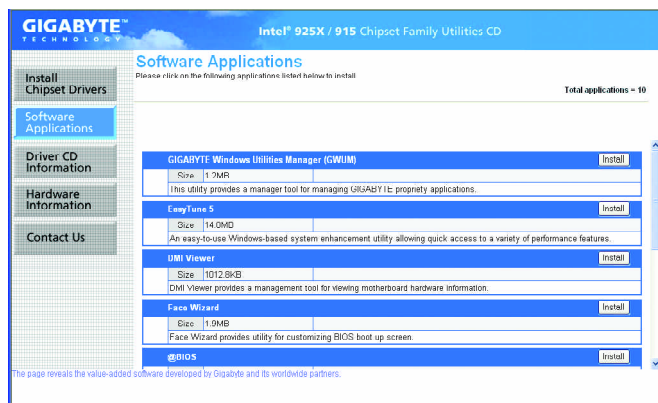 GIGABYTE™
TECHNOLOGY
Intel® 925X / 915 Chipset Family Utilities CD
Install
Chipset Drivers
Software
Applications
Driver CD
Information
Hardware
Information
Contact Us
Software Applications
Please click on the following applications listed below to install
Total applications = 10
GIGABYTE Windows Utilities Manager (GWUM)
Install
Size 1.2MB
This utility provides a manager tool for managing GIGABYTE propriety applications.
EasyTune 5
Install
Size 14.0MB
An easy-to-use Windows-based system enhancement utility allowing quick access to a variety of performance features.
DMI Viewer
Install
Size 1012.8KB
DMI Viewer provides a management tool for viewing motherboard hardware information.
Face Wizard
Install
Size 1.9MB
Face Wizard provides utility for customizing BIOS boot up screen.
@BIOS
Install
The page reveals the value-added software developed by Gigabyte and its worldwide partners.